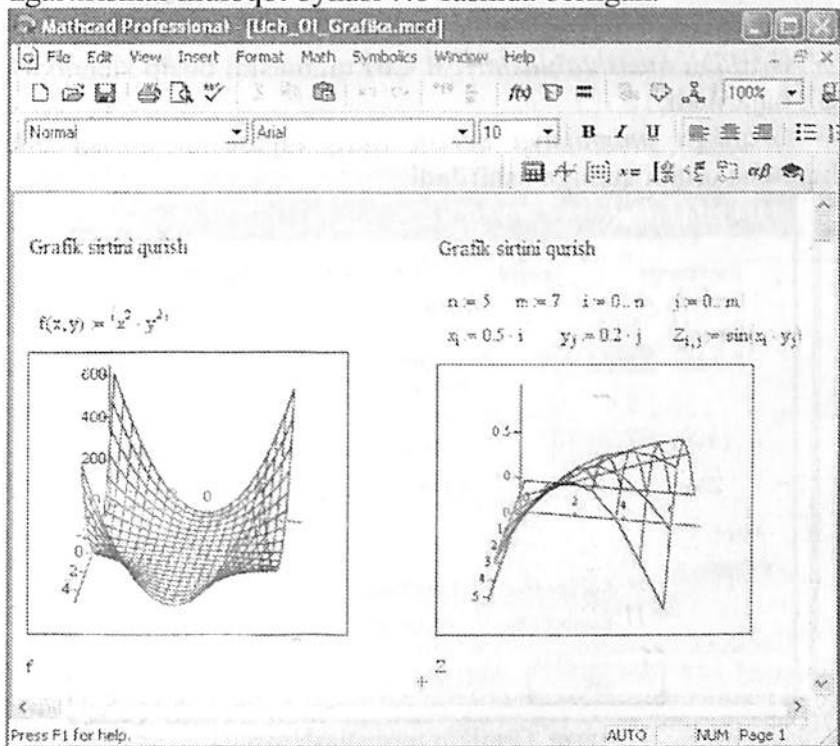 Mathcad Professional - [Uch_Ol_Grafika.mcd]
File Edit View Insert Format Math Symbolics Window Help
100%
Normal Arial 10 B I U
αβ
Grafik sirtini qurish
f(x,y) := (x² · y²)
600
400
200
0
0
2
4
f
Grafik sirtini qurish
n := 5 m := 7 i := 0..n j := 0..m
xᵢ := 0.5 · i yⱼ := 0.2 · j Zᵢ,ⱼ := sin(xᵢ · yⱼ)
0.5
0
0
1
2
3
4
5
2
4
Z
Press F1 for help.
AUTO
NUM Page 1